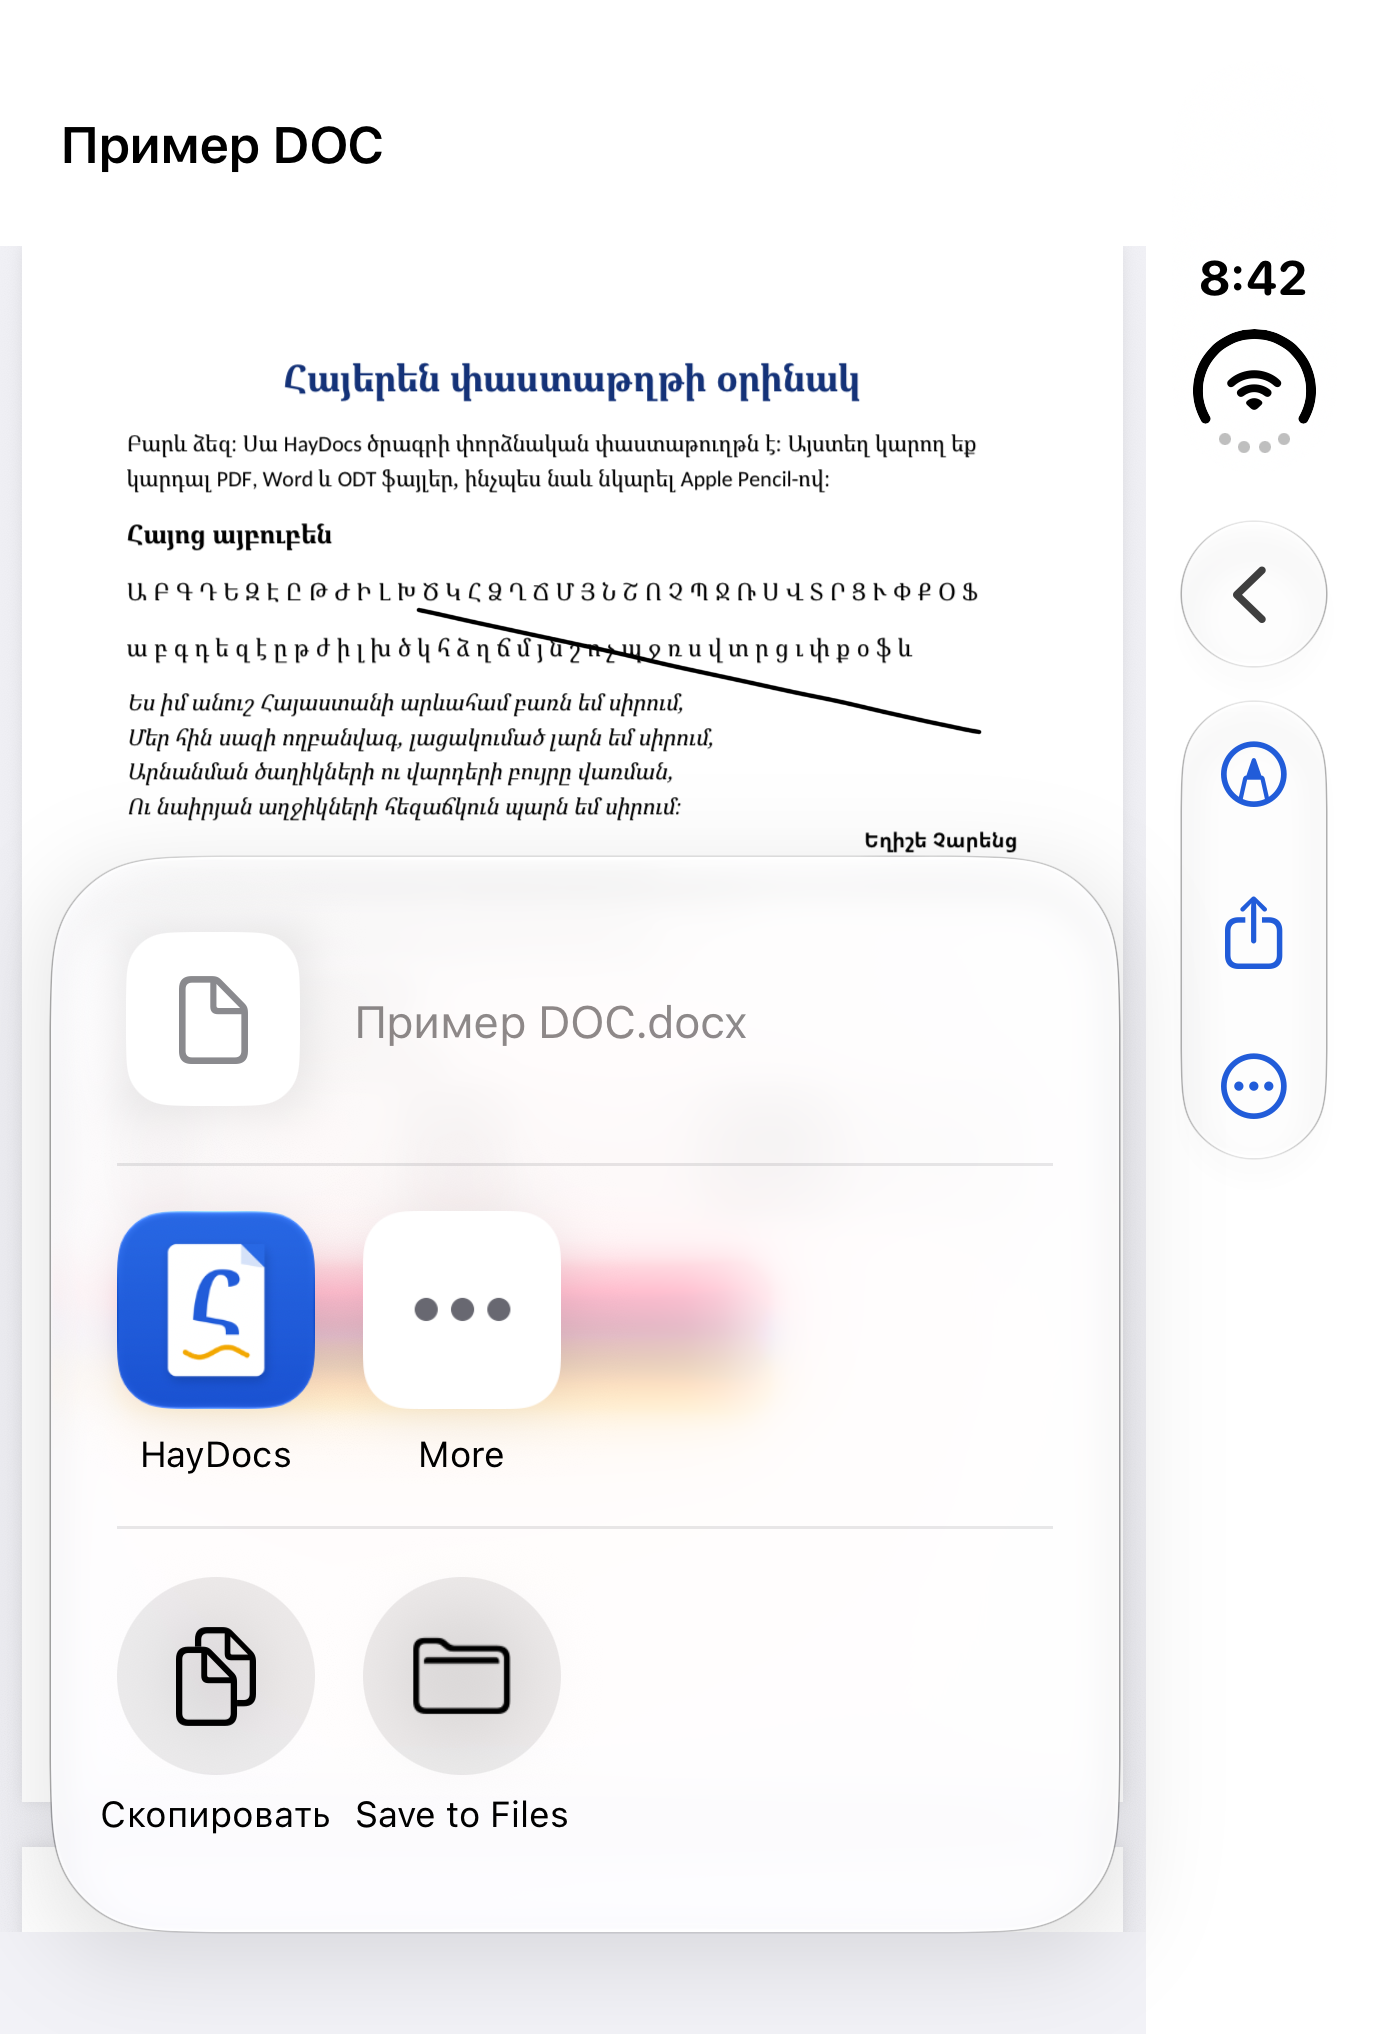 Пример DOC
8:42
Հայերեն փաստաթղթի օրինակ
Բարև ձեզ: Սա HayDocs ծրագրի փորձնական փաստաթուղթն է: Այստեղ կարող եք
կարդալ PDF, Word և ODT ֆայլեր, ինչպես նաև նկարել Apple Pencil-ով:
Հայոց այբուբեն
Ա Բ Գ Դ Ե Զ Է Ը Թ Ժ Ի Լ Խ Ծ Կ Հ Ձ Ղ Ճ Մ Յ Ն Շ Ո Չ Պ Ջ Ռ Ս Վ Տ Ր Ց Ւ Փ Ք Օ Ֆ
ա բ գ դ ե զ է ը թ ժ ի լ խ ծ կ հ ձ ղ ճ մ յ ն շ ո չ պ ջ ռ ս վ տ ր ց ւ փ ք օ ֆ և
Ես իմ անուշ Հայաստանի արևահամ բառն եմ սիրում,
Մեր հին սազի ողբանվագ, լացակումած լարն եմ սիրում,
Արնանման ծաղիկների ու վարդերի բույրը վառման,
Ու նաիրյան աղջիկների հեզաճկուն պարն եմ սիրում:
Եղիշե Չարենց
Пример DOC.docx
HayDocs
More
Скопировать
Save to Files